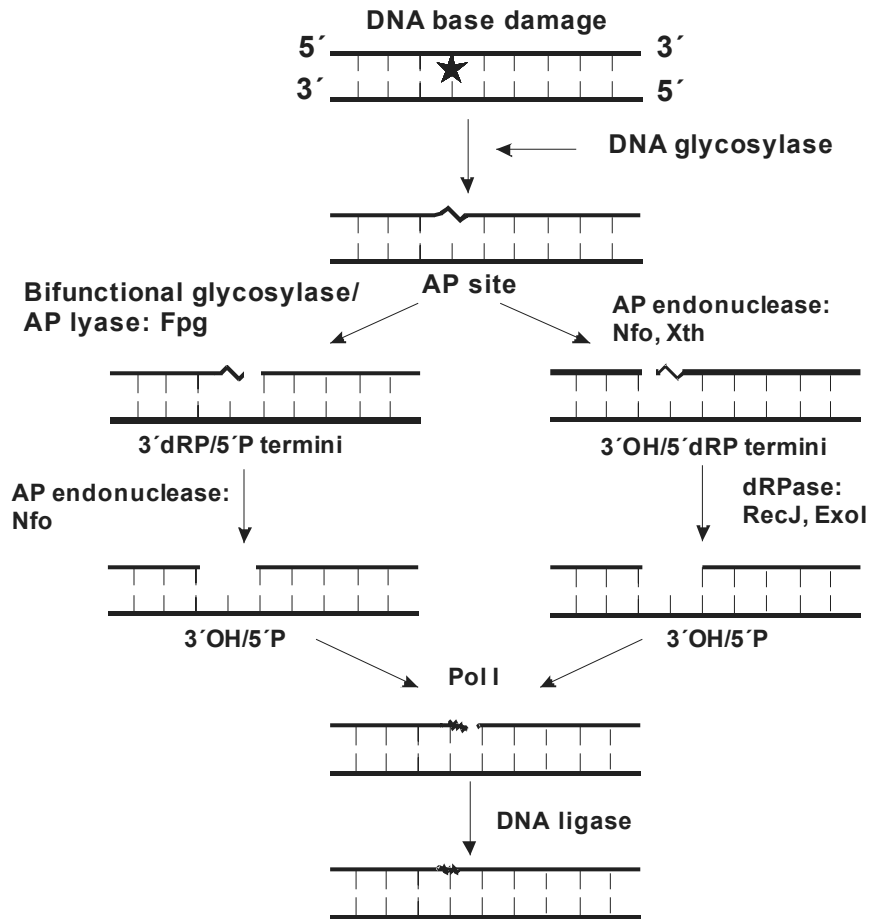 DNA base damage
5´ 3´
3´ 5´
DNA glycosylase
AP site
Bifunctional glycosylase/
AP lyase: Fpg
AP endonuclease:
Nfo, Xth
3´dRP/5´P termini
3´OH/5´dRP termini
AP endonuclease:
Nfo
dRPase:
RecJ, ExoI
3´OH/5´P
3´OH/5´P
Pol I
DNA ligase